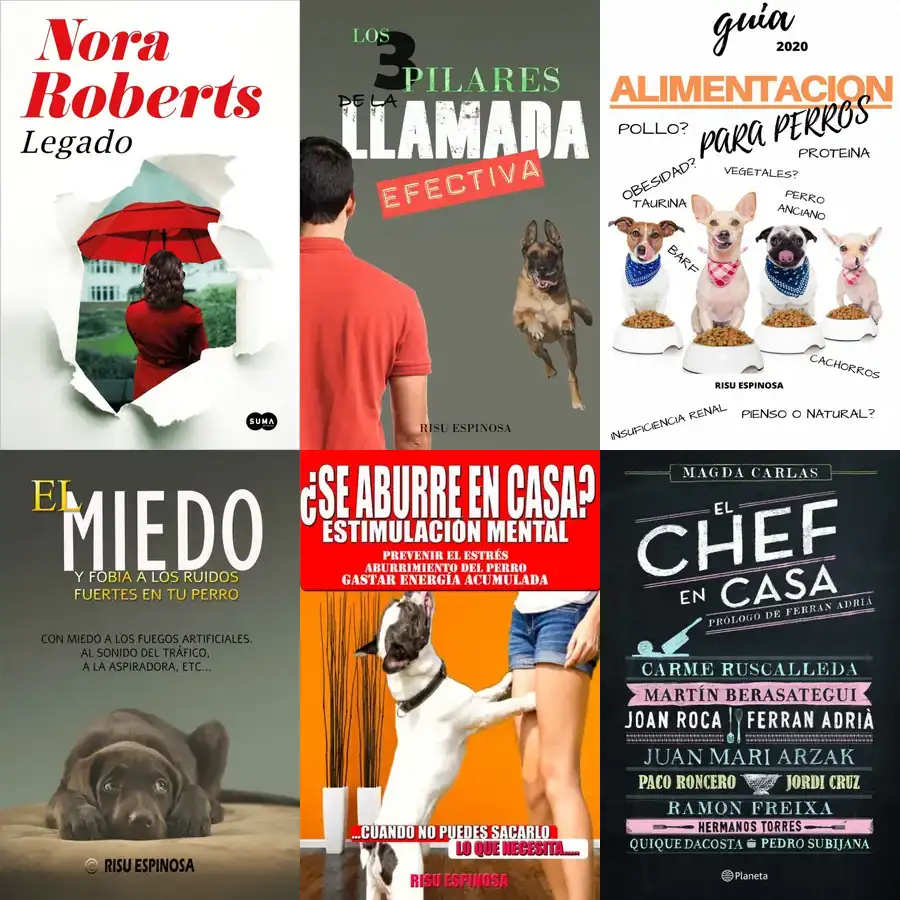 Nora
Roberts
Legado
SUMA
LOS
3
PILARES
DE LA
LLAMADA
EFECTIVA
RISU ESPINOSA
guía
2020
ALIMENTACION
PARA PERROS
POLLO?
PROTEINA
VEGETALES?
OBESIDAD?
TAURINA
PERRO
ANCIANO
BARF
CACHORROS
RISU ESPINOSA
INSUFICIENCIA RENAL
PIENSO O NATURAL?
EL
MIEDO
Y FOBIA A LOS RUIDOS
FUERTES EN TU PERRO
CON MIEDO A LOS FUEGOS ARTIFICIALES.
AL SONIDO DEL TRÁFICO,
A LA ASPIRADORA, ETC...
RISU ESPINOSA
¿SE ABURRE EN CASA?
ESTIMULACIÓN MENTAL
PREVENIR EL ESTRÉS
ABURRIMIENTO DEL PERRO
GASTAR ENERGÍA ACUMULADA
...CUANDO NO PUEDES SACARLO
LO QUE NECESITA.....
RISU ESPINOSA
MAGDA CARLAS
EL
CHEF
EN CASA
PRÓLOGO DE FERRAN ADRIÀ
CARME RUSCALLEDA
MARTÍN BERASATEGUI
JOAN ROCA FERRAN ADRIÀ
JUAN MARI ARZAK
PACO RONCERO JORDI CRUZ
RAMON FREIXA
HERMANOS TORRES
QUIQUE DACOSTA PEDRO SUBIJANA
Planeta